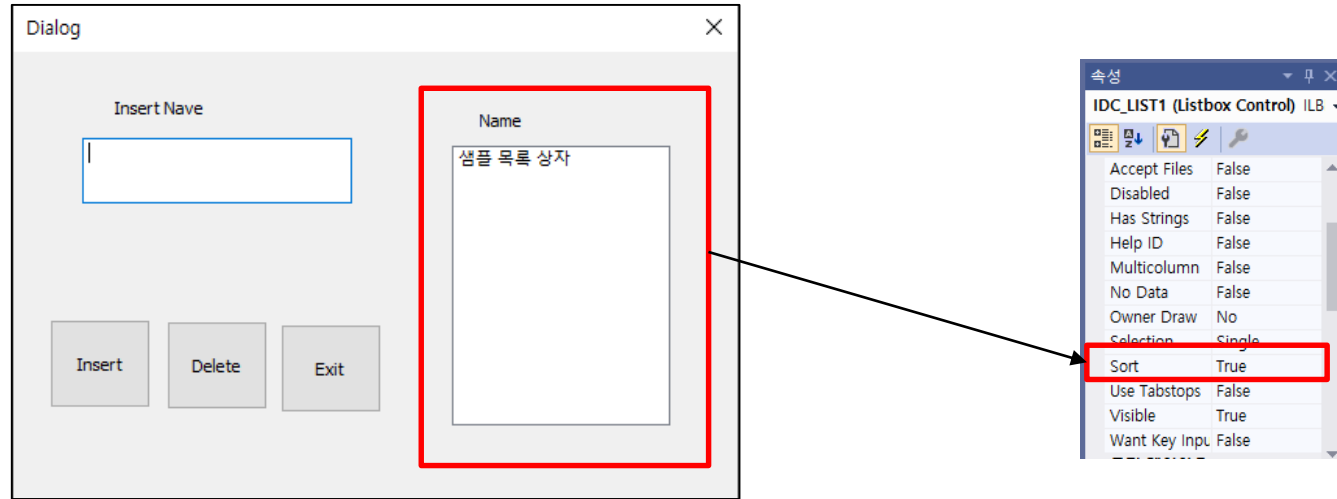 Dialog
Insert Nave
Name
샘플 목록 상자
Insert
Delete
Exit
속성
IDC_LIST1 (Listbox Control) ILB
Accept Files False
Disabled False
Has Strings False
Help ID False
Multicolumn False
No Data False
Owner Draw No
Selection Single
Sort True
Use Tabstops False
Visible True
Want Key Inpu False